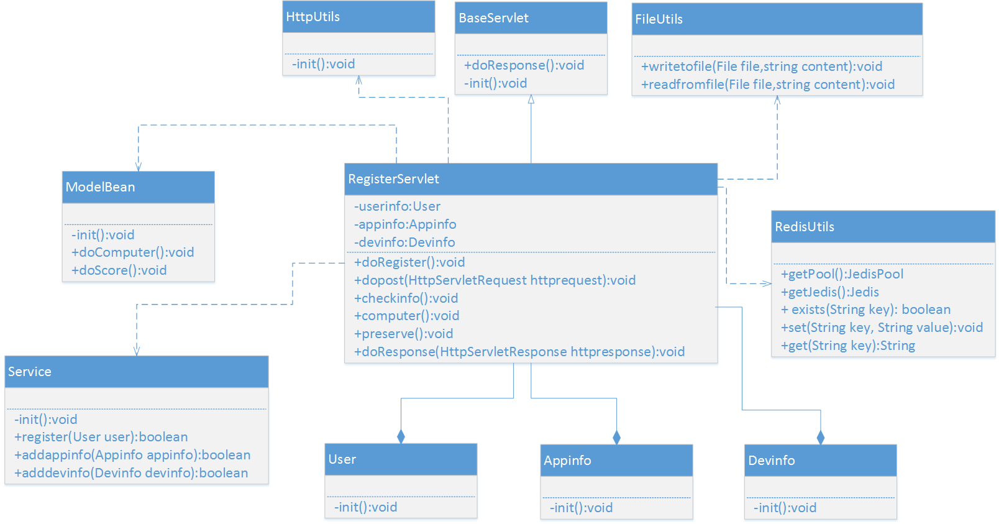 HttpUtils
-init():void
BaseServlet
+doResponse():void
-init():void
FileUtils
+writetofile(File file,string content):void
+readfromfile(File file,string content):void
ModelBean
-init():void
+doComputer():void
+doScore():void
RegisterServlet
-userinfo:User
-appinfo:Appinfo
-devinfo:Devinfo
+doRegister():void
+dopost(HttpServletRequest httprequest):void
+checkinfo():void
+computer():void
+preserve():void
+doResponse(HttpServletResponse httpresponse):void
RedisUtils
+getPool():JedisPool
+getJedis():Jedis
+ exists(String key): boolean
+set(String key, String value):void
+get(String key):String
Service
-init():void
+register(User user):boolean
+addappinfo(Appinfo appinfo):boolean
+adddevinfo(Devinfo devinfo):boolean
User
-init():void
Appinfo
-init():void
Devinfo
-init():void